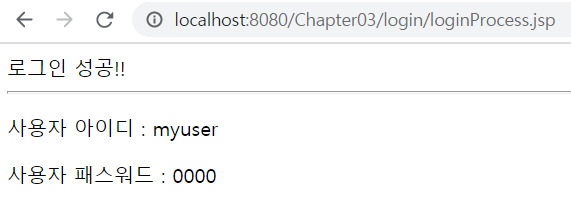 localhost:8080/Chapter03/login/loginProcess.jsp
로그인 성공!!
사용자 아이디 : myuser
사용자 패스워드 : 0000